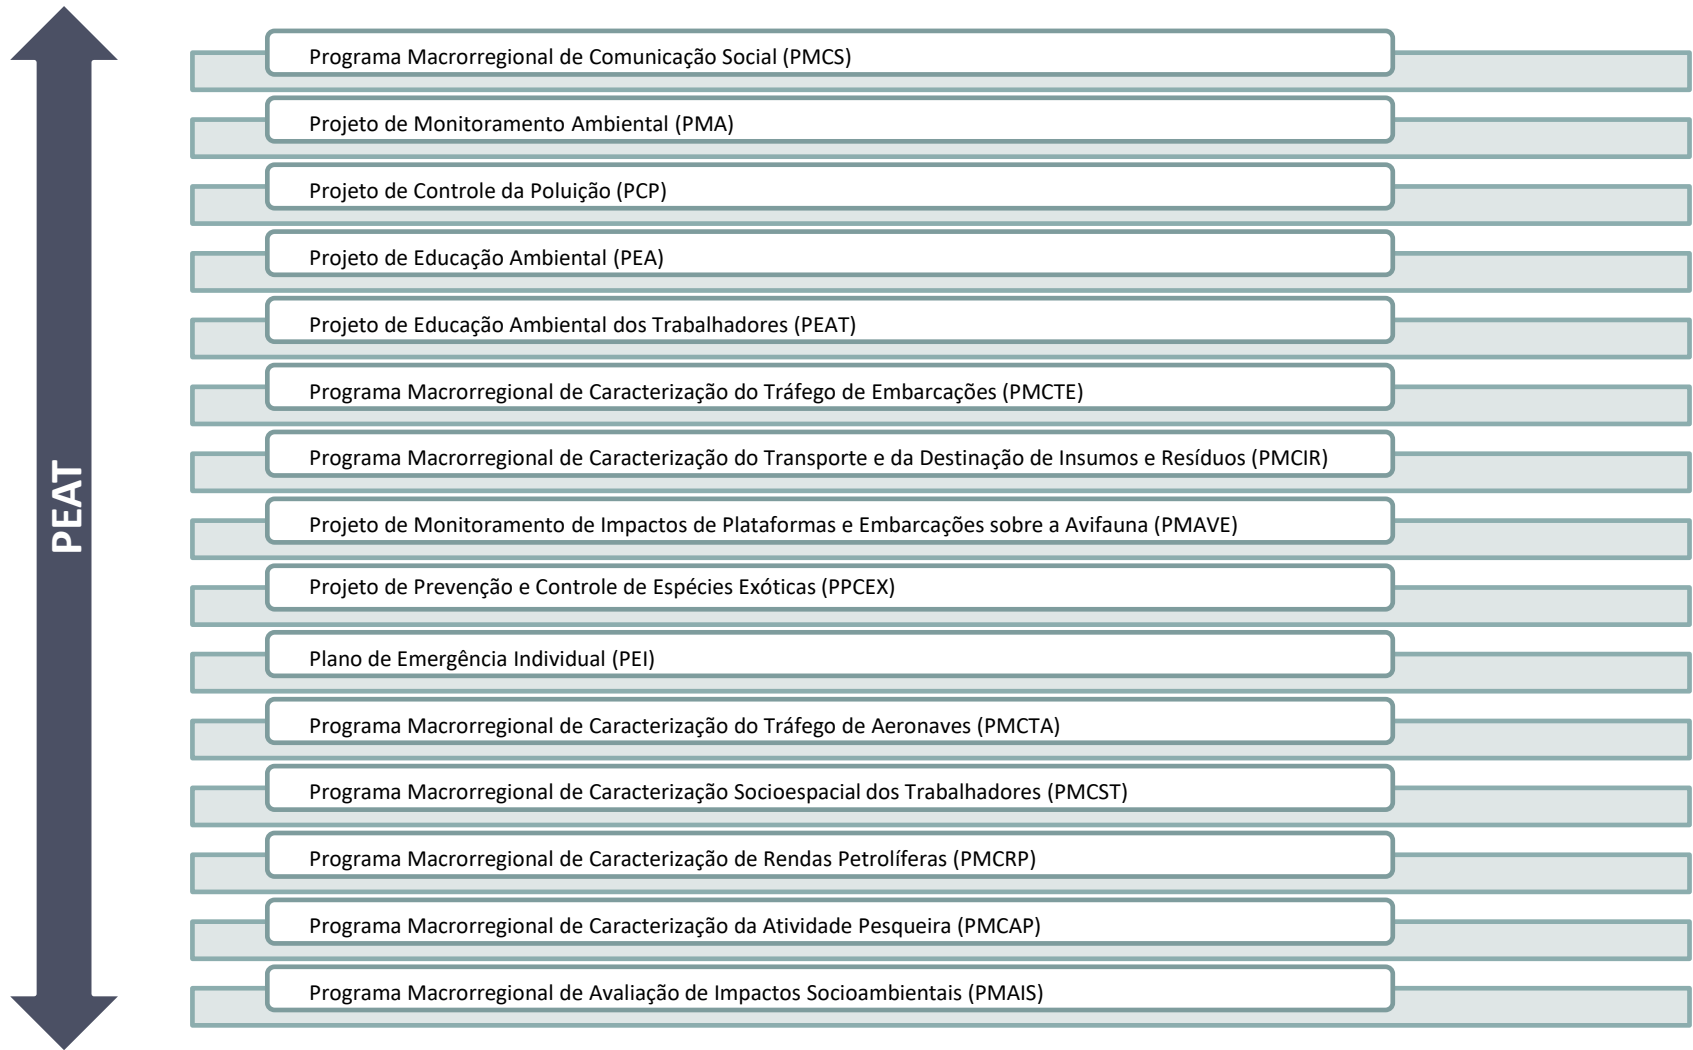 PEAT
Programa Macrorregional de Comunicação Social (PMCS)
Projeto de Monitoramento Ambiental (PMA)
Projeto de Controle da Poluição (PCP)
Projeto de Educação Ambiental (PEA)
Projeto de Educação Ambiental dos Trabalhadores (PEAT)
Programa Macrorregional de Caracterização do Tráfego de Embarcações (PMCTE)
Programa Macrorregional de Caracterização do Transporte e da Destinação de Insumos e Resíduos (PMCIR)
Projeto de Monitoramento de Impactos de Plataformas e Embarcações sobre a Avifauna (PMAVE)
Projeto de Prevenção e Controle de Espécies Exóticas (PPCEX)
Plano de Emergência Individual (PEI)
Programa Macrorregional de Caracterização do Tráfego de Aeronaves (PMCTA)
Programa Macrorregional de Caracterização Socioespacial dos Trabalhadores (PMCST)
Programa Macrorregional de Caracterização de Rendas Petrolíferas (PMCRP)
Programa Macrorregional de Caracterização da Atividade Pesqueira (PMCAP)
Programa Macrorregional de Avaliação de Impactos Socioambientais (PMAIS)